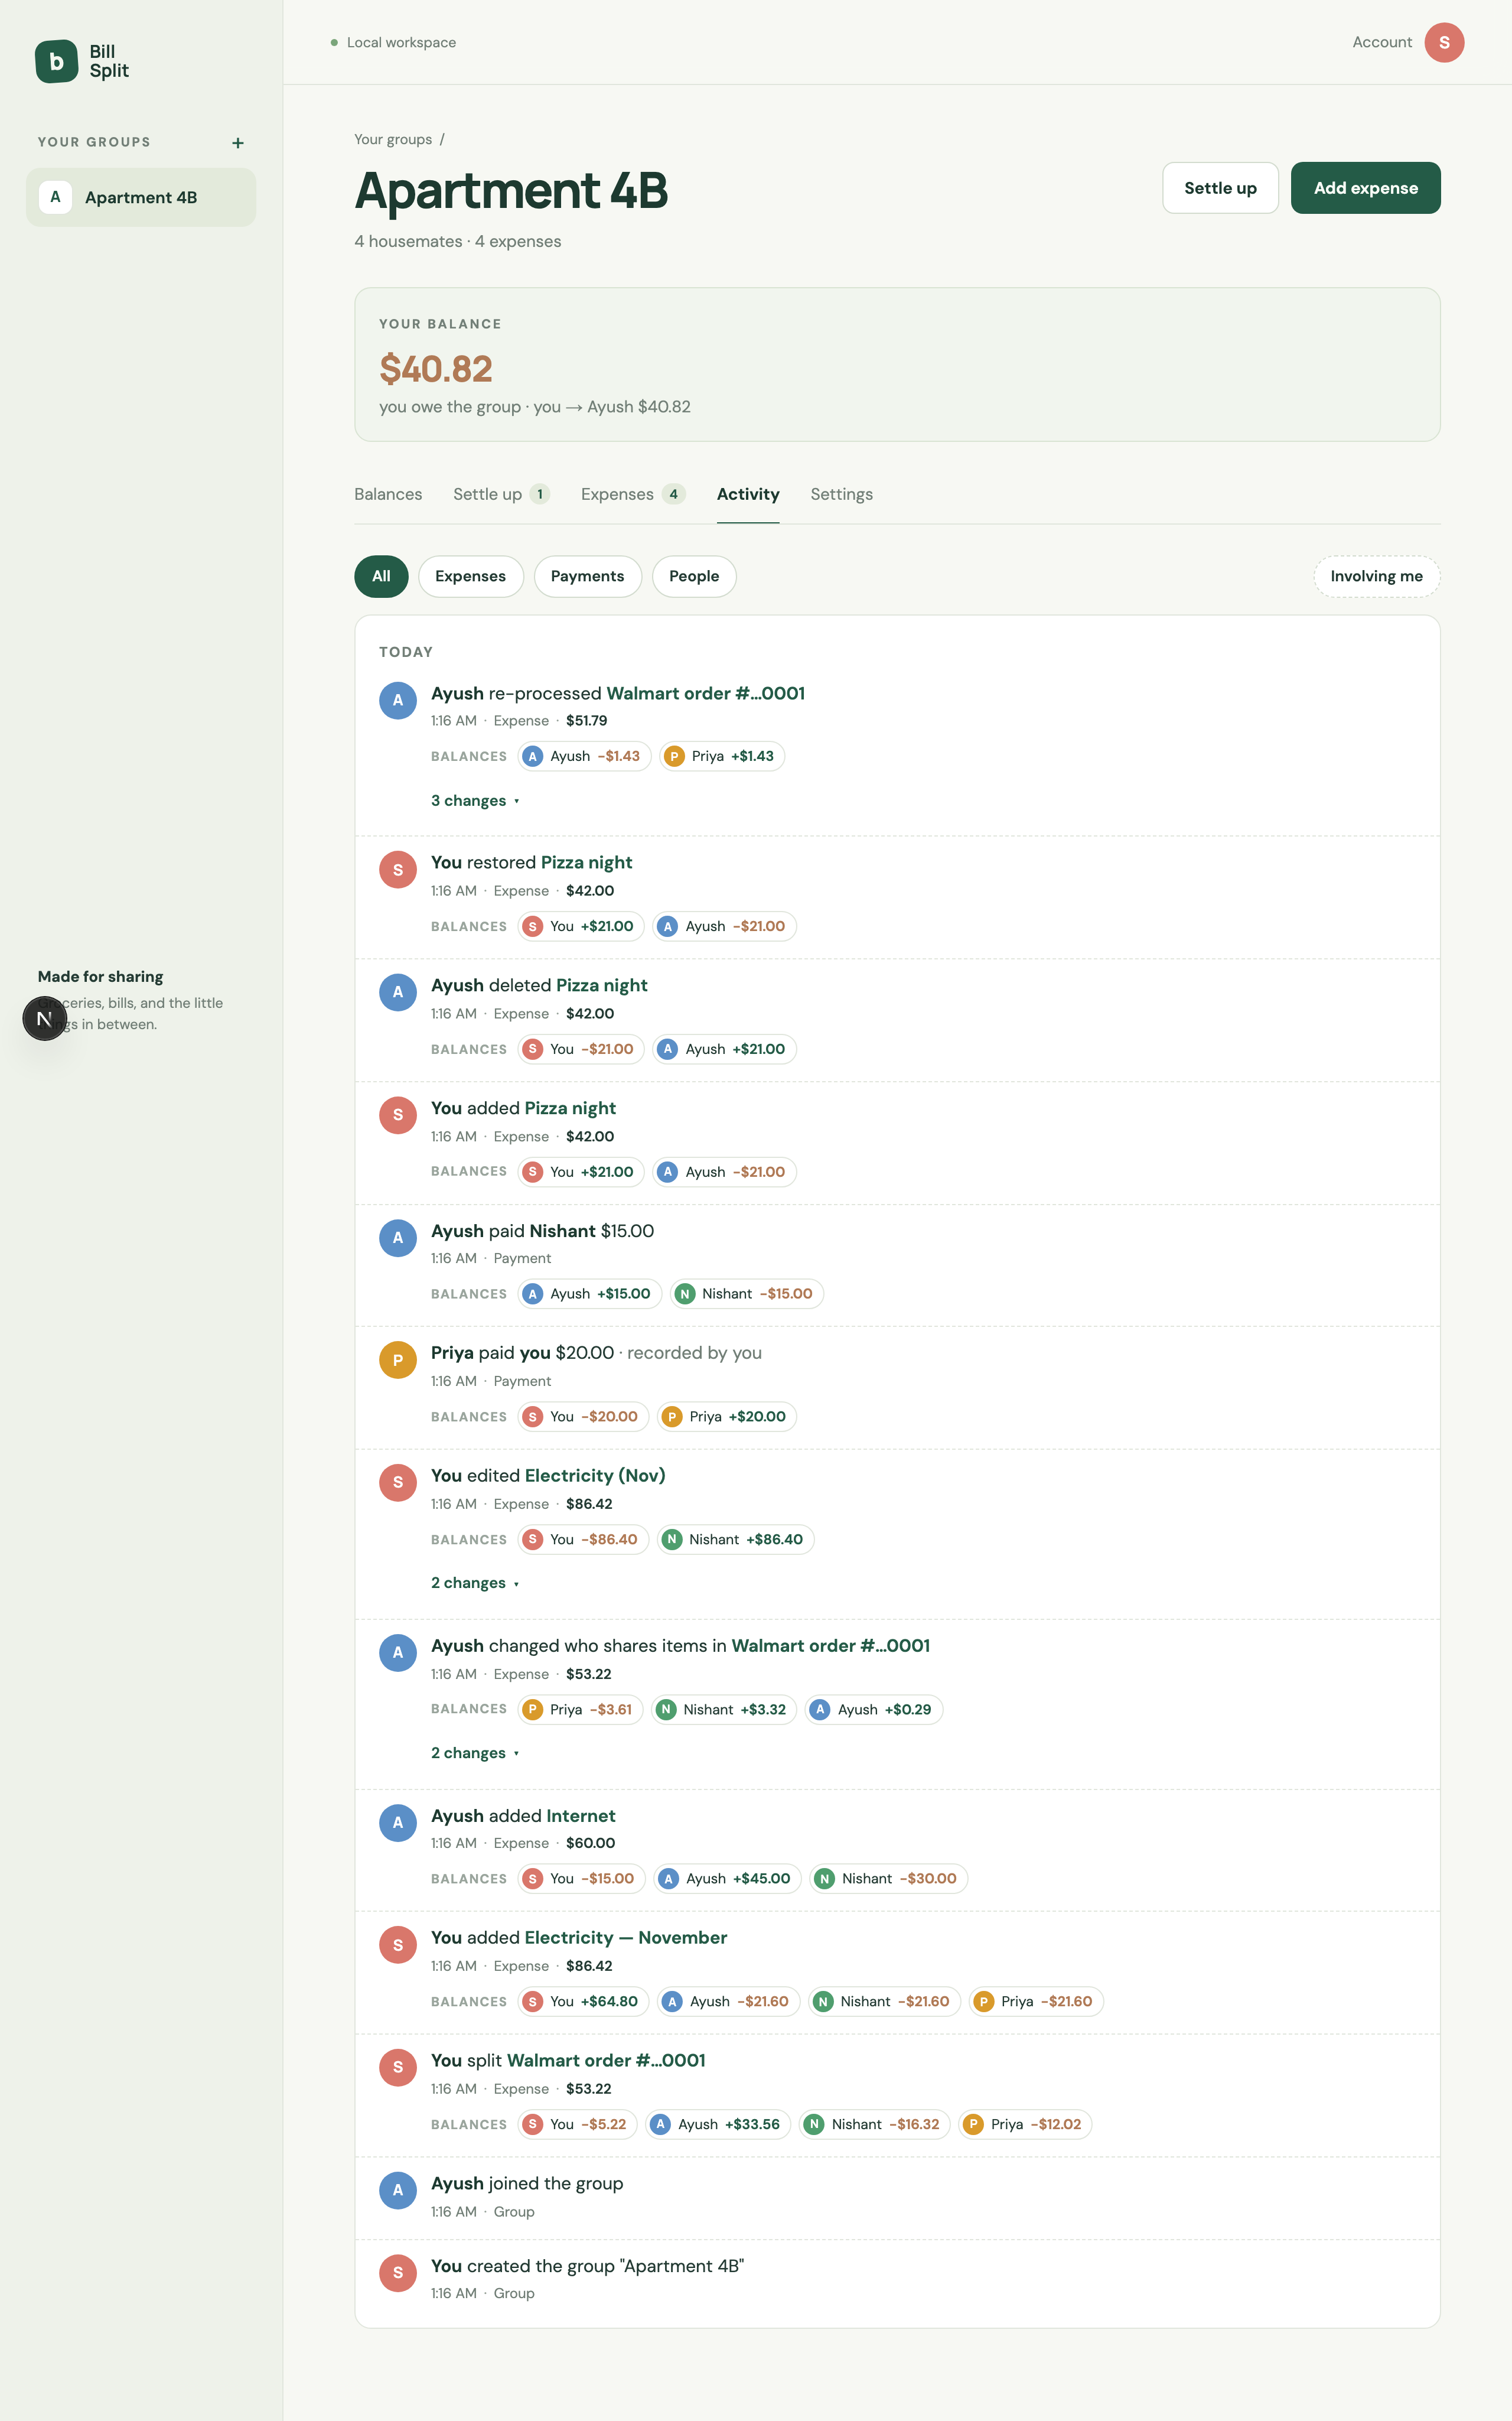 b
Bill
Split
YOUR GROUPS +
A Apartment 4B
Made for sharing
ceries, bills, and the little
gs in between.
N
Local workspace
Account S
Your groups /
Apartment 4B
Settle up
Add expense
4 housemates · 4 expenses
YOUR BALANCE
$40.82
you owe the group · you → Ayush $40.82
Balances Settle up 1 Expenses 4 Activity Settings
All Expenses Payments People Involving me
TODAY
A Ayush re-processed Walmart order #…0001
1:16 AM · Expense · $51.79
BALANCES A Ayush -$1.43 P Priya +$1.43
3 changes ▾
S You restored Pizza night
1:16 AM · Expense · $42.00
BALANCES S You +$21.00 A Ayush -$21.00
A Ayush deleted Pizza night
1:16 AM · Expense · $42.00
BALANCES S You -$21.00 A Ayush +$21.00
S You added Pizza night
1:16 AM · Expense · $42.00
BALANCES S You +$21.00 A Ayush -$21.00
A Ayush paid Nishant $15.00
1:16 AM · Payment
BALANCES A Ayush +$15.00 N Nishant -$15.00
P Priya paid you $20.00 · recorded by you
1:16 AM · Payment
BALANCES S You -$20.00 P Priya +$20.00
S You edited Electricity (Nov)
1:16 AM · Expense · $86.42
BALANCES S You -$86.40 N Nishant +$86.40
2 changes ▾
A Ayush changed who shares items in Walmart order #…0001
1:16 AM · Expense · $53.22
BALANCES P Priya -$3.61 N Nishant +$3.32 A Ayush +$0.29
2 changes ▾
A Ayush added Internet
1:16 AM · Expense · $60.00
BALANCES S You -$15.00 A Ayush +$45.00 N Nishant -$30.00
S You added Electricity — November
1:16 AM · Expense · $86.42
BALANCES S You +$64.80 A Ayush -$21.60 N Nishant -$21.60 P Priya -$21.60
S You split Walmart order #…0001
1:16 AM · Expense · $53.22
BALANCES S You -$5.22 A Ayush +$33.56 N Nishant -$16.32 P Priya -$12.02
A Ayush joined the group
1:16 AM · Group
S You created the group "Apartment 4B"
1:16 AM · Group